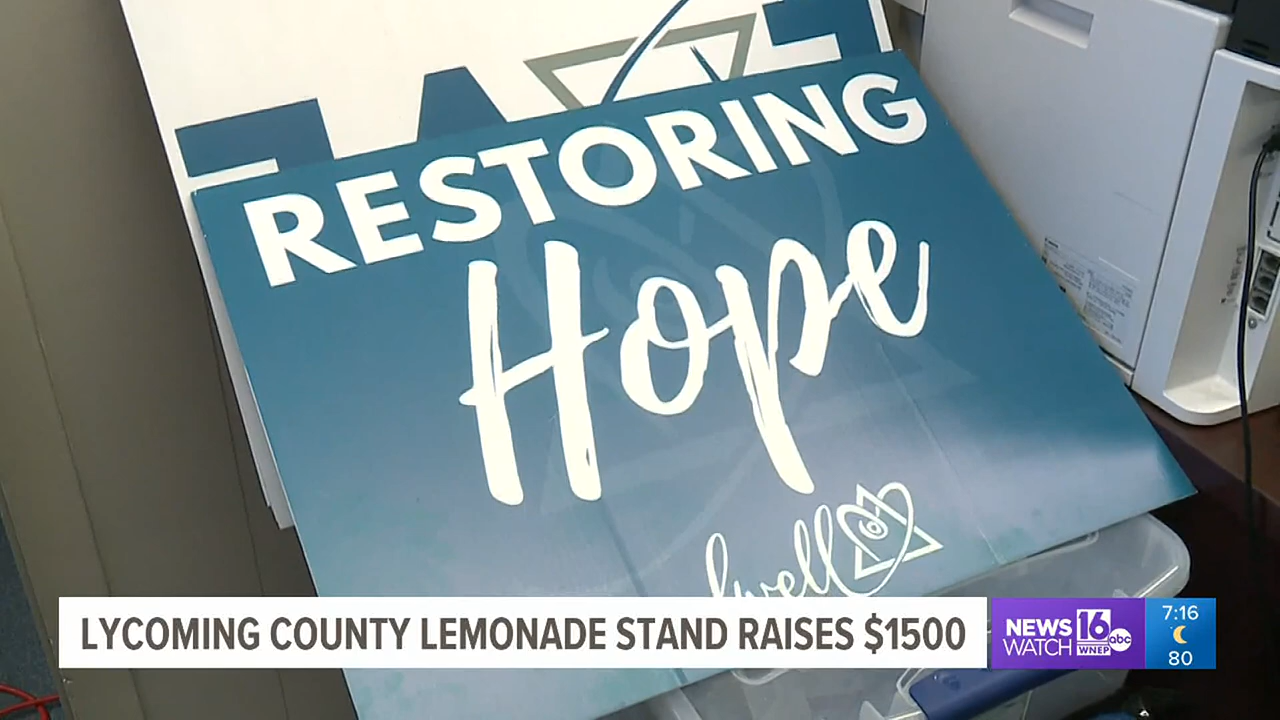 RESTORING
Hope
LYCOMING COUNTY LEMONADE STAND RAISES $1500
NEWS
WATCH
16
WNEP
abc
7:16
80